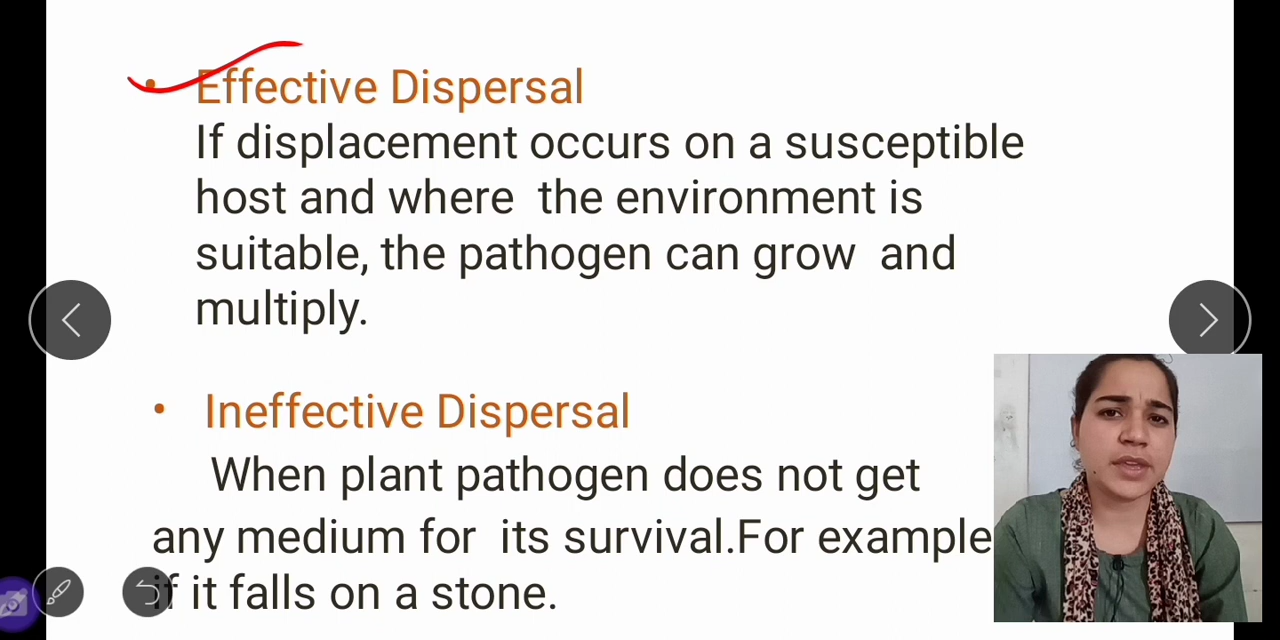 Effective Dispersal
If displacement occurs on a susceptible
host and where the environment is
suitable, the pathogen can grow and
multiply.
Ineffective Dispersal
When plant pathogen does not get
any medium for its survival.For example
if it falls on a stone.